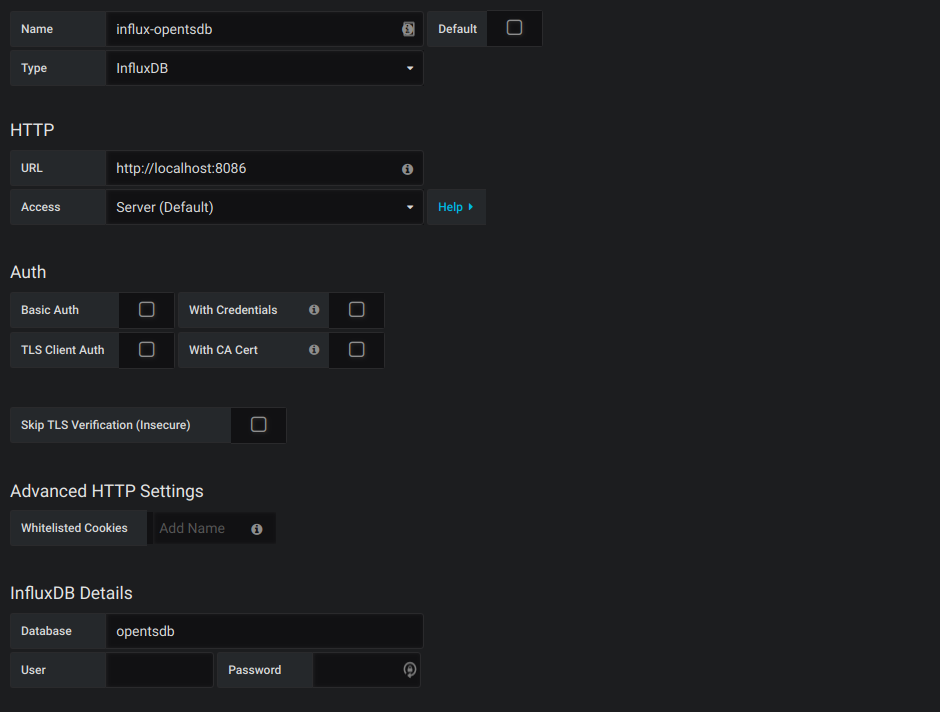 Name influx-opentsdb Default
Type InfluxDB
HTTP
URL http://localhost:8086
Access Server (Default) Help
Auth
Basic Auth With Credentials
TLS Client Auth With CA Cert
Skip TLS Verification (Insecure)
Advanced HTTP Settings
Whitelisted Cookies Add Name
InfluxDB Details
Database opentsdb
User Password